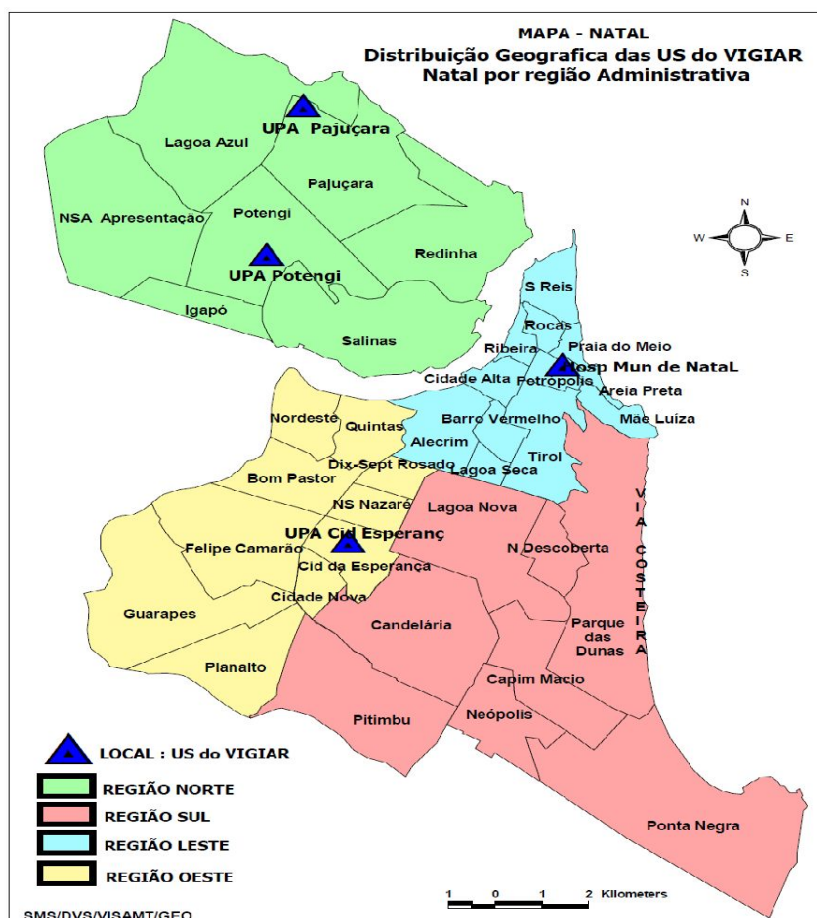 MAPA - NATAL
Distribuição Geografica das US do VIGIAR
Natal por região Administrativa
UPA Pajuçara
Lagoa Azul
Pajuçara
NSA Apresentação
Potengi
Redinha
UPA Potengi
Igapó
Salinas
N
W
E
S
S Reis
Rocas
Ribeira
Praia do Meio
Hosp Mun de NataL
Cidade Alta
Petrópolis
Areia Preta
Mãe Luíza
Nordeste
Quintas
Barro Vermelho
Alecrim
Tirol
Dix-Sept Rosado
Lagoa Seca
Bom Pastor
NS Nazaré
Lagoa Nova
VIA COSTEIRA
UPA Cid Esperanç
Felipe Camarão
N Descoberta
Cid da Esperança
Cidade Nova
Guarapes
Candelária
Parque
das
Dunas
Planalto
Capim Macio
Pitimbu
Neópolis
Ponta Negra
LOCAL : US do VIGIAR
REGIÃO NORTE
REGIÃO SUL
REGIÃO LESTE
REGIÃO OESTE
1 0 1 2 Kilometers
SMS/DVS/VISAMT/GEO